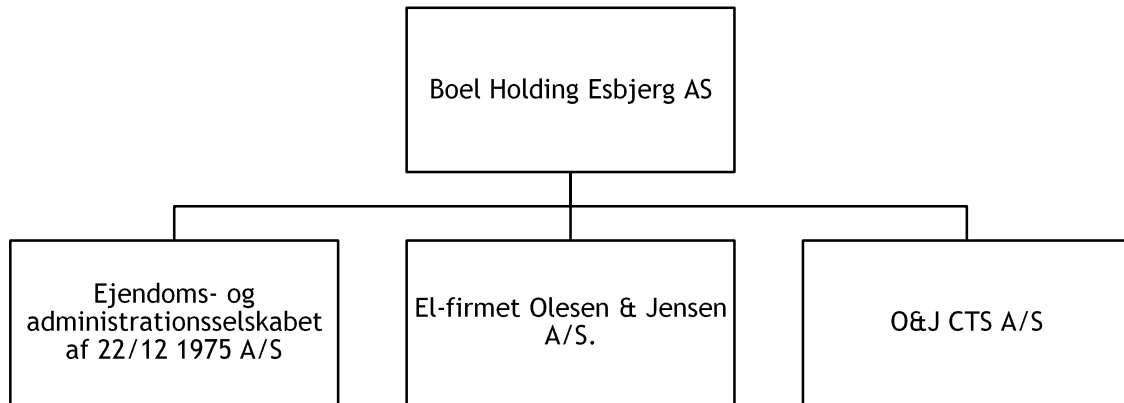 Boel Holding Esbjerg AS
Ejendoms- og
administrationsselskabet
af 22/12 1975 A/S
El-firmet Olesen & Jensen
A/S.
O&J CTS A/S